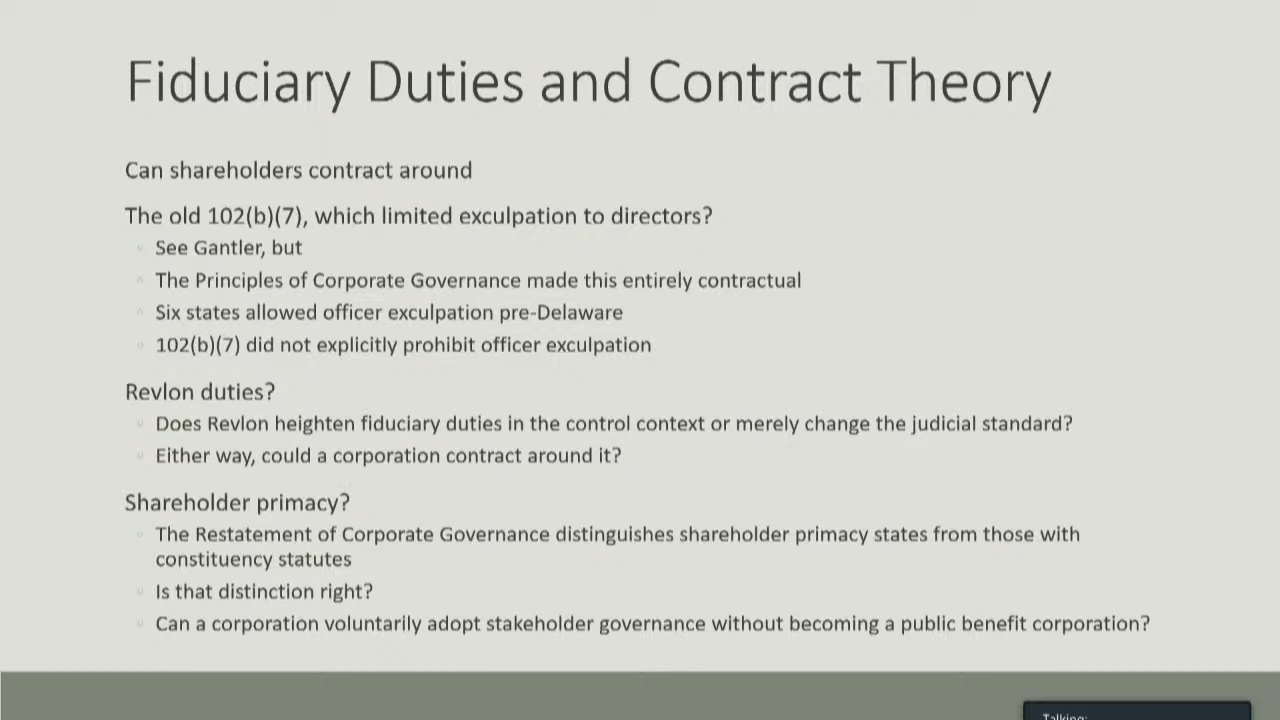 Fiduciary Duties and Contract Theory
Can shareholders contract around
The old 102(b)(7), which limited exculpation to directors?
See Gantler, but
The Principles of Corporate Governance made this entirely contractual
Six states allowed officer exculpation pre-Delaware
102(b)(7) did not explicitly prohibit officer exculpation
Revlon duties?
Does Revlon heighten fiduciary duties in the control context or merely change the judicial standard?
Either way, could a corporation contract around it?
Shareholder primacy?
The Restatement of Corporate Governance distinguishes shareholder primacy states from those with
constituency statutes
Is that distinction right?
Can a corporation voluntarily adopt stakeholder governance without becoming a public benefit corporation?
Talking: